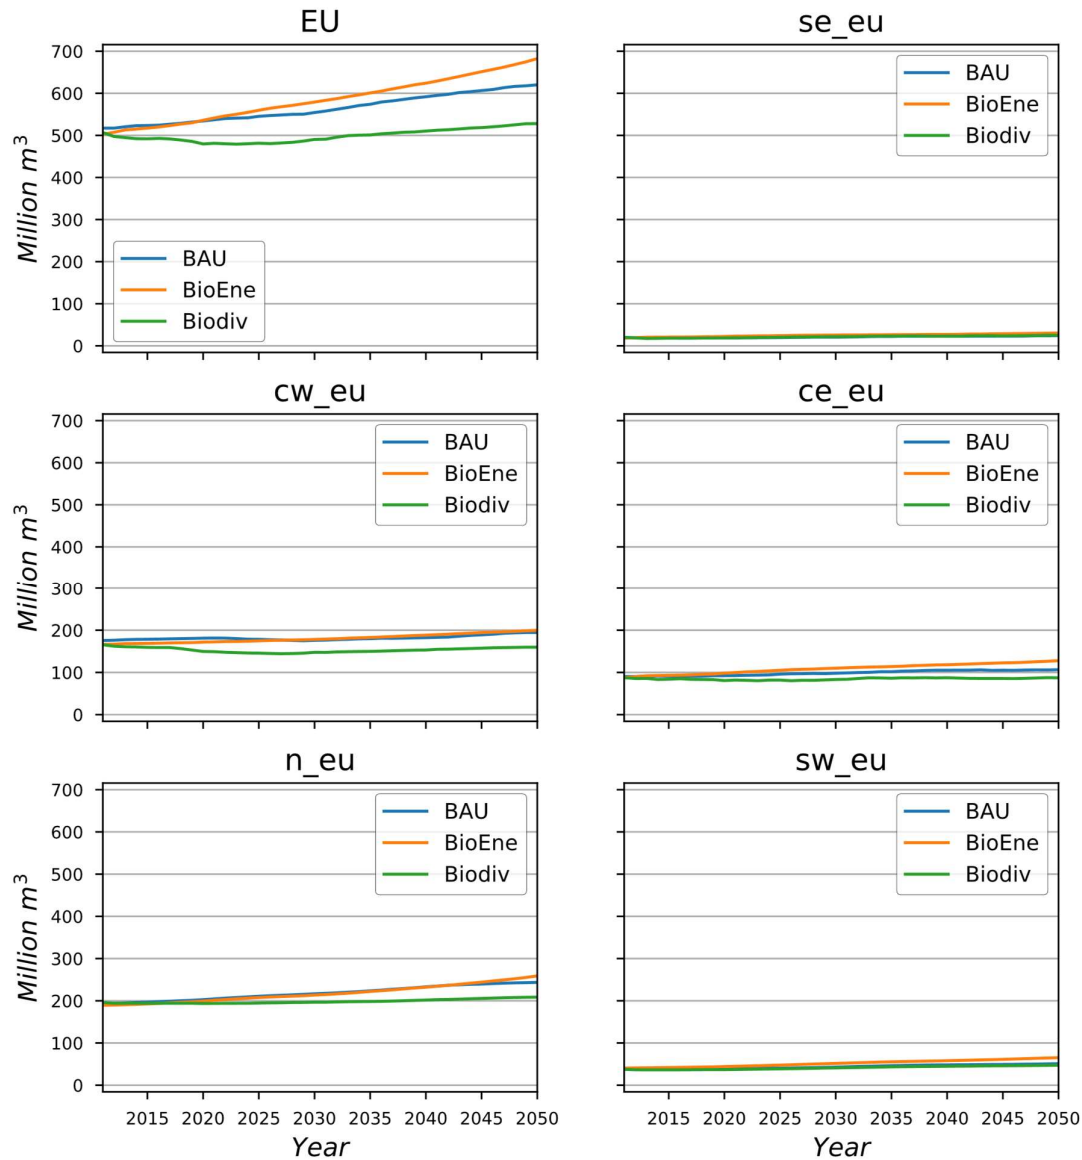 EU
700
600
500
400
300
200
100
0
Million m³
BAU
BioEne
Biodiv
se_eu
BAU
BioEne
Biodiv
cw_eu
700
600
500
400
300
200
100
0
Million m³
BAU
BioEne
Biodiv
ce_eu
BAU
BioEne
Biodiv
n_eu
700
600
500
400
300
200
100
0
Million m³
BAU
BioEne
Biodiv
2015 2020 2025 2030 2035 2040 2045 2050
Year
sw_eu
BAU
BioEne
Biodiv
2015 2020 2025 2030 2035 2040 2045 2050
Year